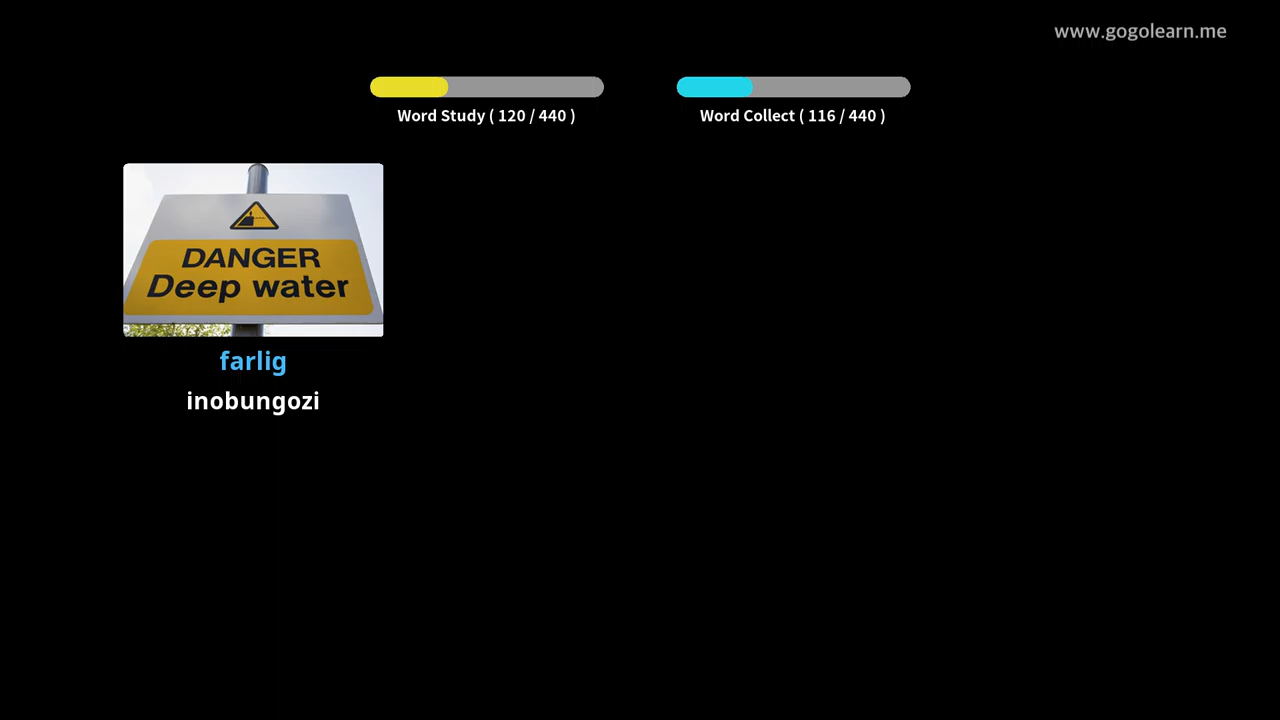 www.gogolearn.me
Word Study ( 120 / 440 )
Word Collect ( 116 / 440 )
DANGER
Deep water
farlig
inobungozi